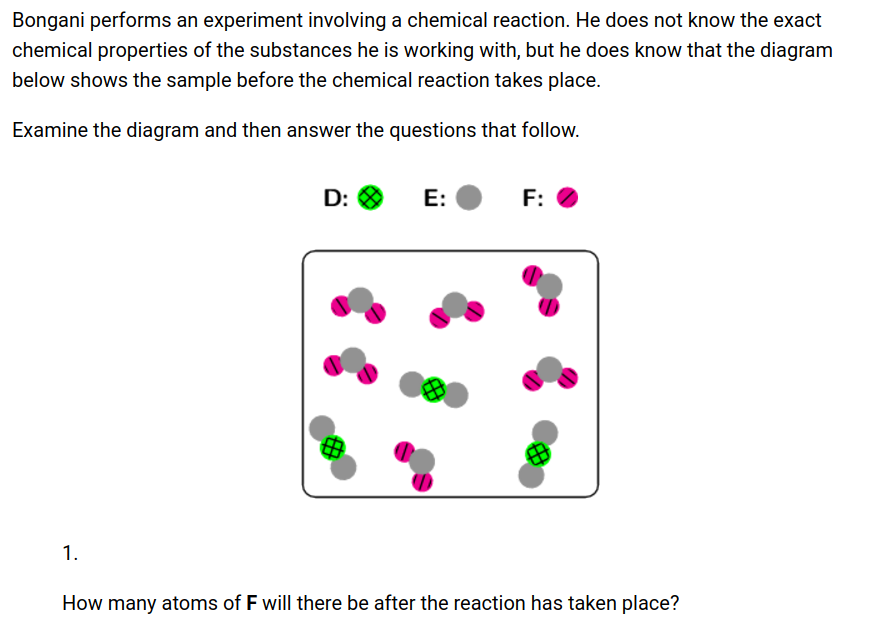 Bongani performs an experiment involving a chemical reaction. He does not know the exact
chemical properties of the substances he is working with, but he does know that the diagram
below shows the sample before the chemical reaction takes place.
Examine the diagram and then answer the questions that follow.
D: E: F:
1.
How many atoms of F will there be after the reaction has taken place?